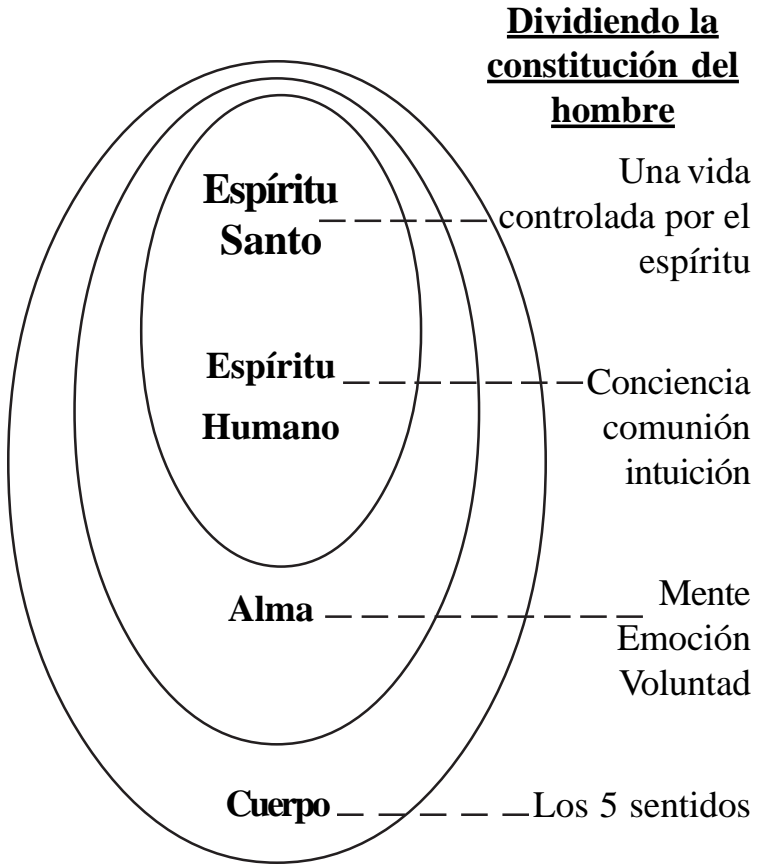 Dividiendo la
constitución del
hombre
Espíritu
Santo
Una vida
controlada por el
espíritu
Espíritu
Humano
Conciencia
comunión
intuición
Alma
Mente
Emoción
Voluntad
Cuerpo
Los 5 sentidos